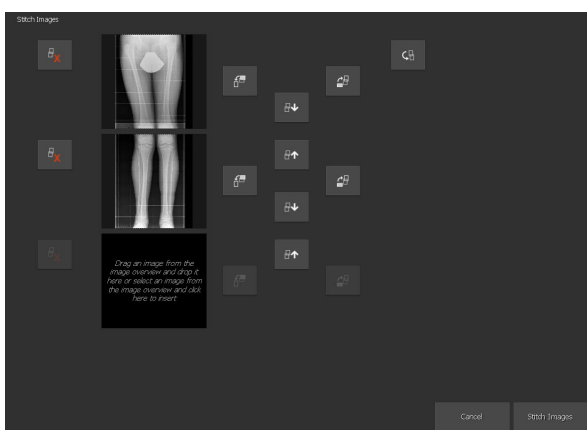 Stitch Images
Drag an image from the
image overview and drop it
here or select an image from
the image overview and click
here to insert
Cancel
Stitch Images